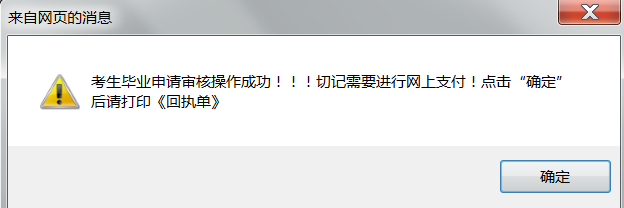 来自网页的消息
考生毕业申请审核操作成功！！！切记需要进行网上支付！点击“确定”
后请打印《回执单》
确定